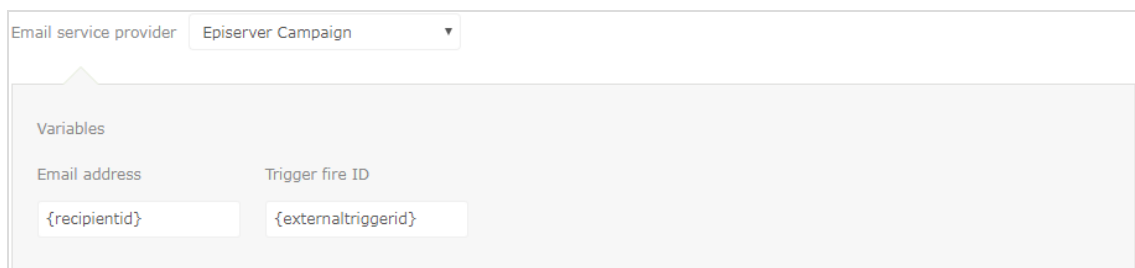 Email service provider Episerver Campaign
Variables
Email address Trigger fire ID
{recipientid} {externaltriggerid}